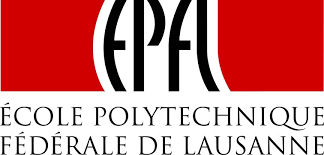 EPFL
ÉCOLE POLYTECHNIQUE
FÉDÉRALE DE LAUSANNE